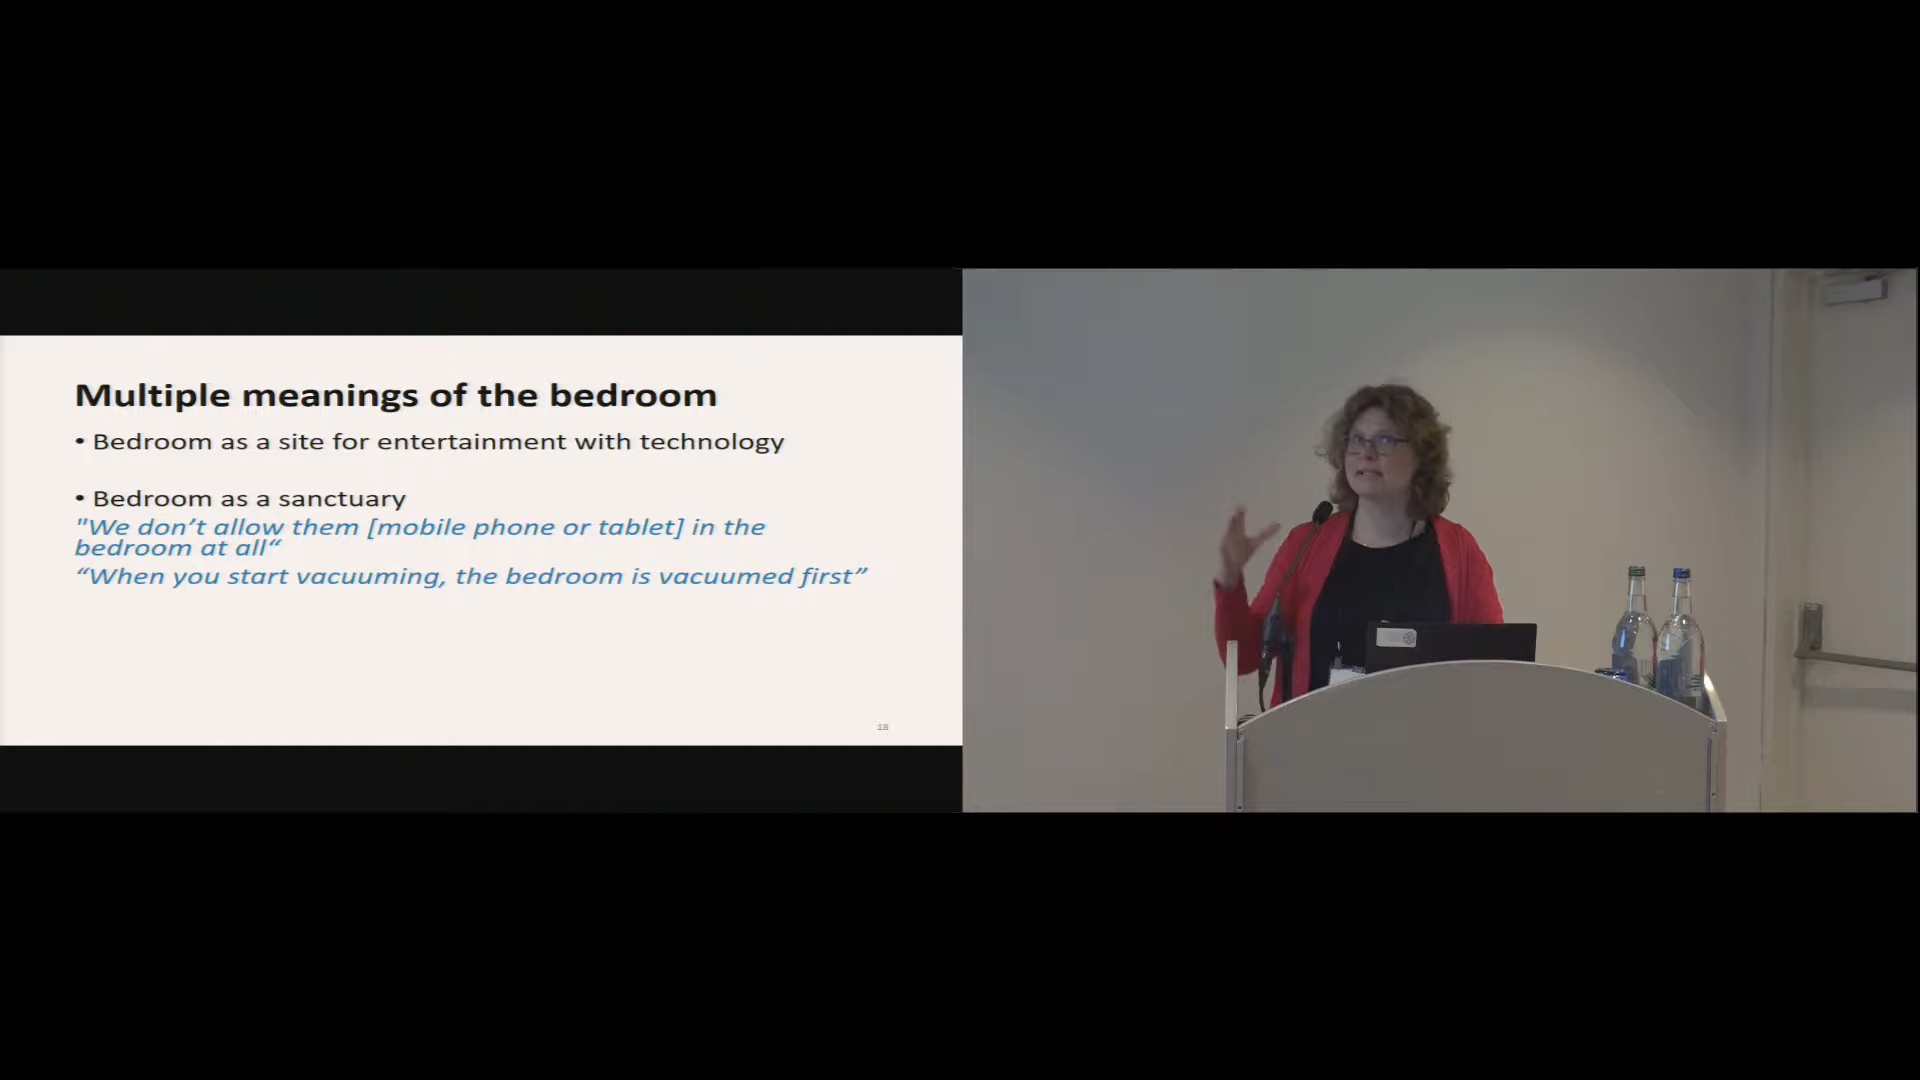 Multiple meanings of the bedroom
• Bedroom as a site for entertainment with technology
• Bedroom as a sanctuary
"We don’t allow them [mobile phone or tablet] in the
bedroom at all“
“When you start vacuuming, the bedroom is vacuumed first”
18